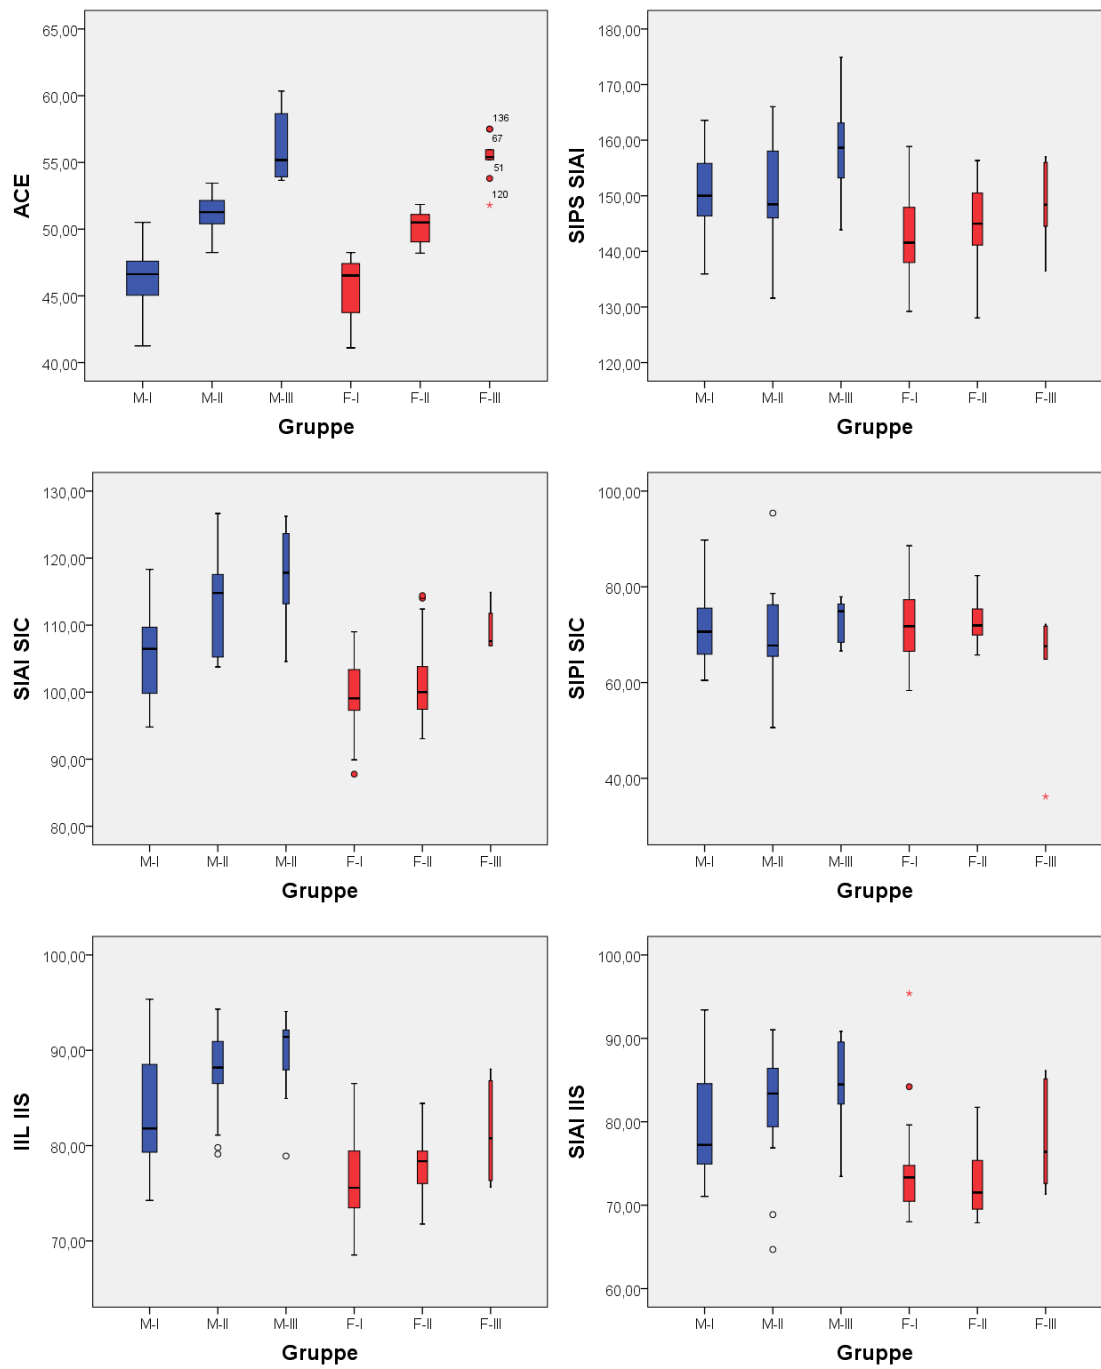 ACE
65,00
60,00
55,00
50,00
45,00
40,00
136
67
51
120
M-I M-II M-III F-I F-II F-III
Gruppe
SIPS SIAI
180,00
170,00
160,00
150,00
140,00
130,00
120,00
M-I M-II M-III F-I F-II F-III
Gruppe
SIAI SIC
130,00
120,00
110,00
100,00
90,00
80,00
M-I M-II M-II F-I F-II F-III
Gruppe
SIPI SIC
100,00
80,00
60,00
40,00
M-I M-II M-III F-I F-II F-III
Gruppe
IIL IIS
100,00
90,00
80,00
70,00
M-I M-II M-III F-I F-II F-III
Gruppe
SIAI IIS
100,00
90,00
80,00
70,00
60,00
M-I M-II M-III F-I F-II F-III
Gruppe